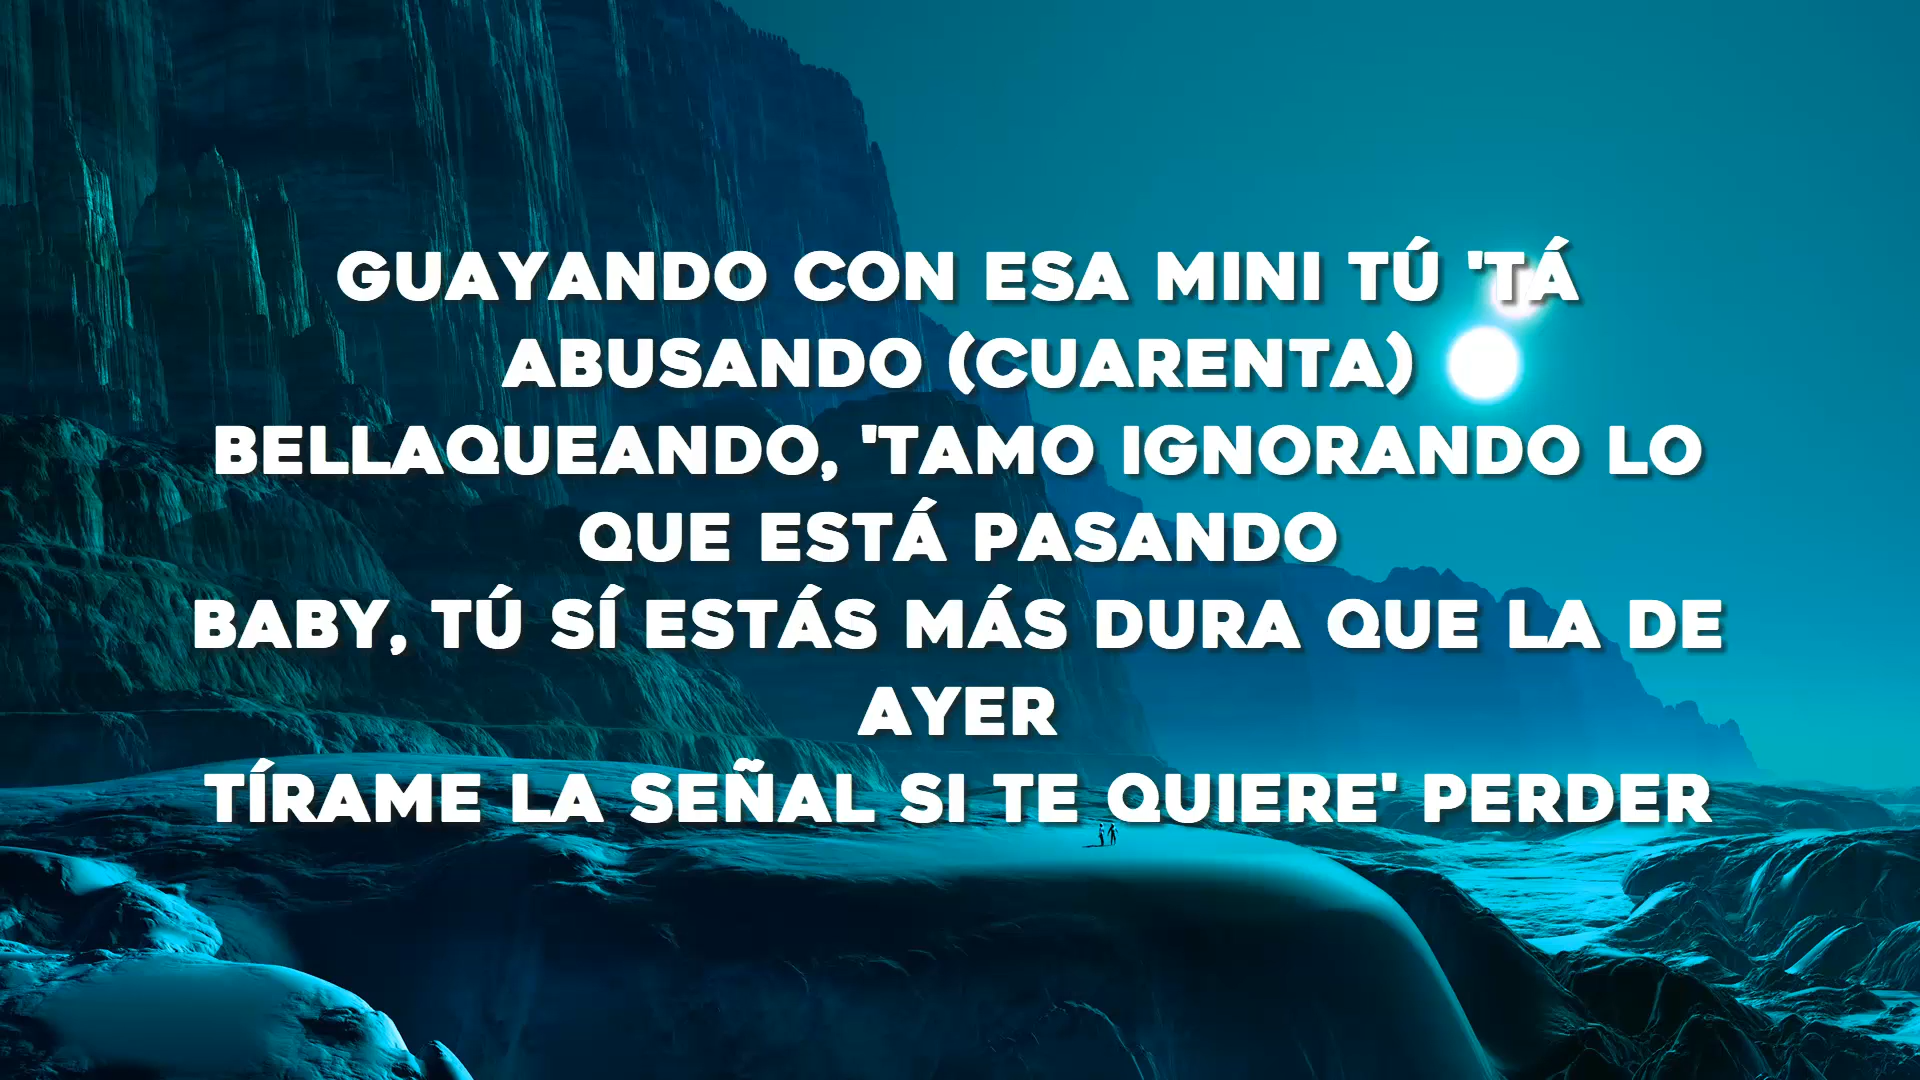 GUAYANDO CON ESA MINI TÚ 'TÁ
ABUSANDO (CUARENTA)
BELLAQUEANDO, 'TAMO IGNORANDO LO
QUE ESTÁ PASANDO
BABY, TÚ SÍ ESTÁS MÁS DURA QUE LA DE
AYER
TÍRAME LA SEÑAL SI TE QUIERE' PERDER